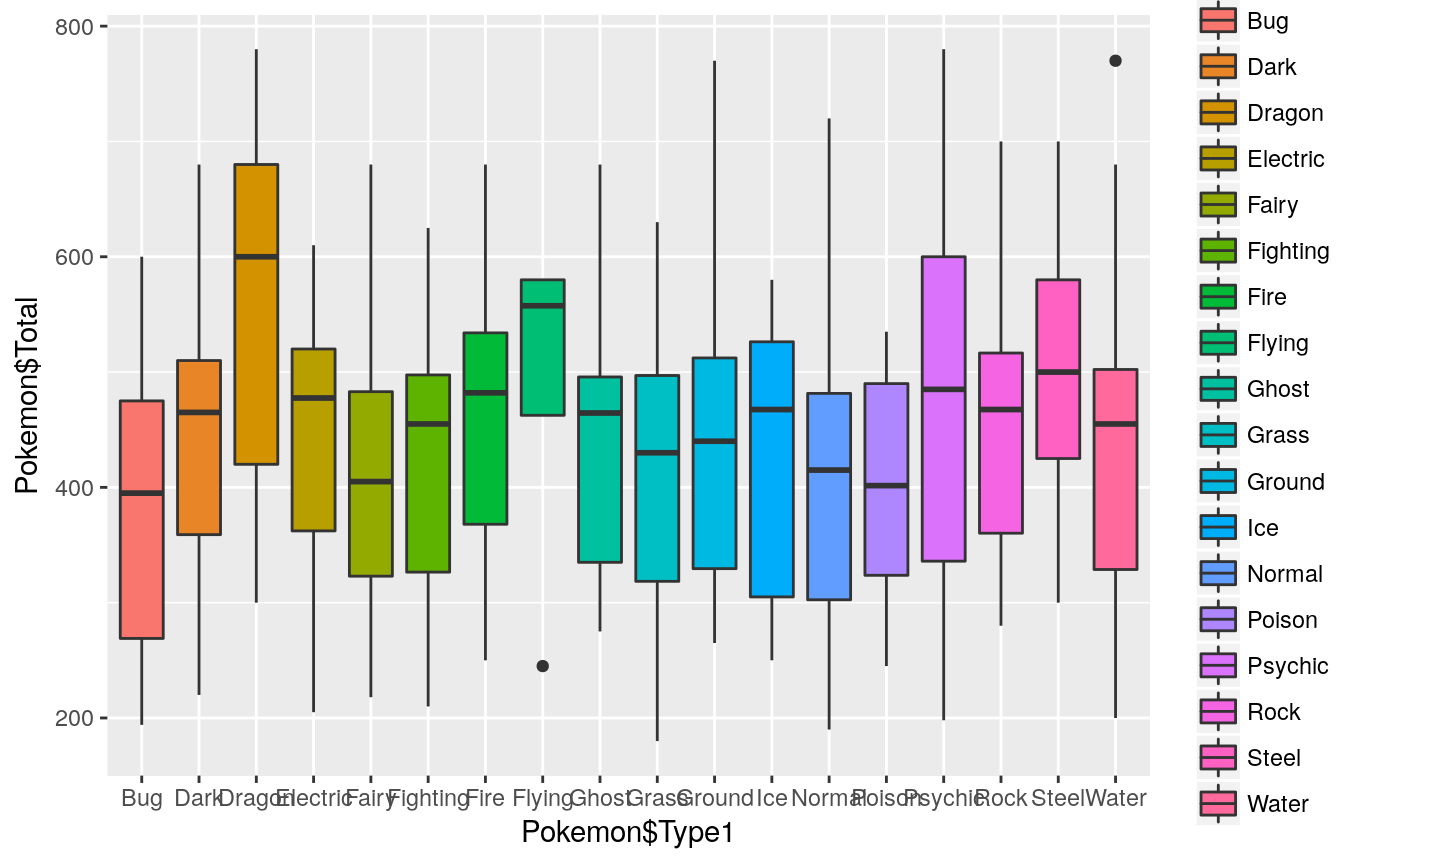 800
600
400
200
Pokemon$Total
Bug Dark Dragon Electric Fairy Fighting Fire Flying Ghost Grass Ground Ice Normal Poison Psychic Rock Steel Water
Pokemon$Type1
Bug
Dark
Dragon
Electric
Fairy
Fighting
Fire
Flying
Ghost
Grass
Ground
Ice
Normal
Poison
Psychic
Rock
Steel
Water